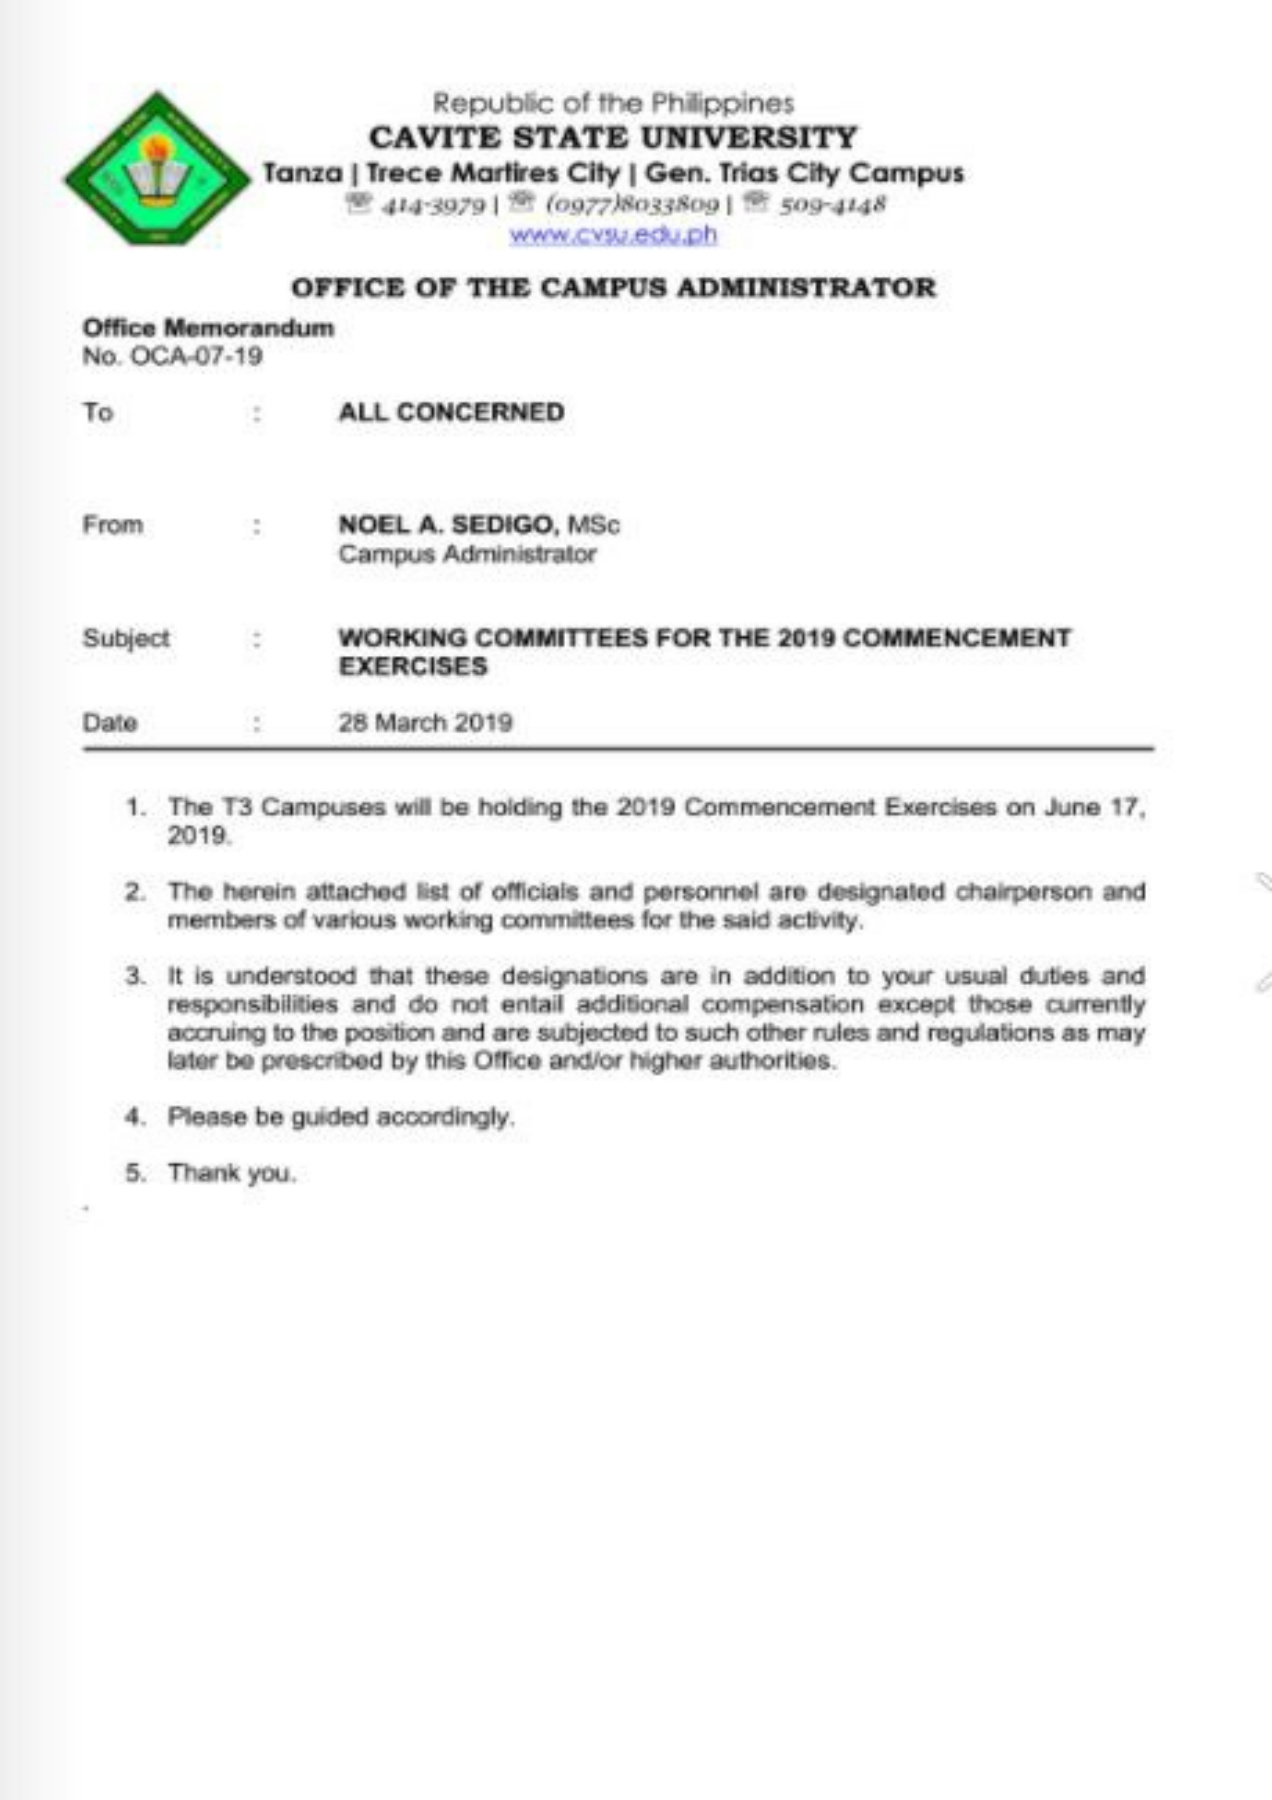 Republic of the Philippines
CAVITE STATE UNIVERSITY
Tanza | Trece Martires City | Gen. Trias City Campus
☏ 414-3979 | ☏ (0977)8033809 | ☏ 509-4148
www.cvsu.edu.ph
OFFICE OF THE CAMPUS ADMINISTRATOR
Office Memorandum
No. OCA-07-19
To : ALL CONCERNED
From : NOEL A. SEDIGO, MSc
Campus Administrator
Subject : WORKING COMMITTEES FOR THE 2019 COMMENCEMENT
EXERCISES
Date : 28 March 2019
1. The T3 Campuses will be holding the 2019 Commencement Exercises on June 17,
2019.
2. The herein attached list of officials and personnel are designated chairperson and
members of various working committees for the said activity.
3. It is understood that these designations are in addition to your usual duties and
responsibilities and do not entail additional compensation except those currently
accruing to the position and are subjected to such other rules and regulations as may
later be prescribed by this Office and/or higher authorities.
4. Please be guided accordingly.
5. Thank you.